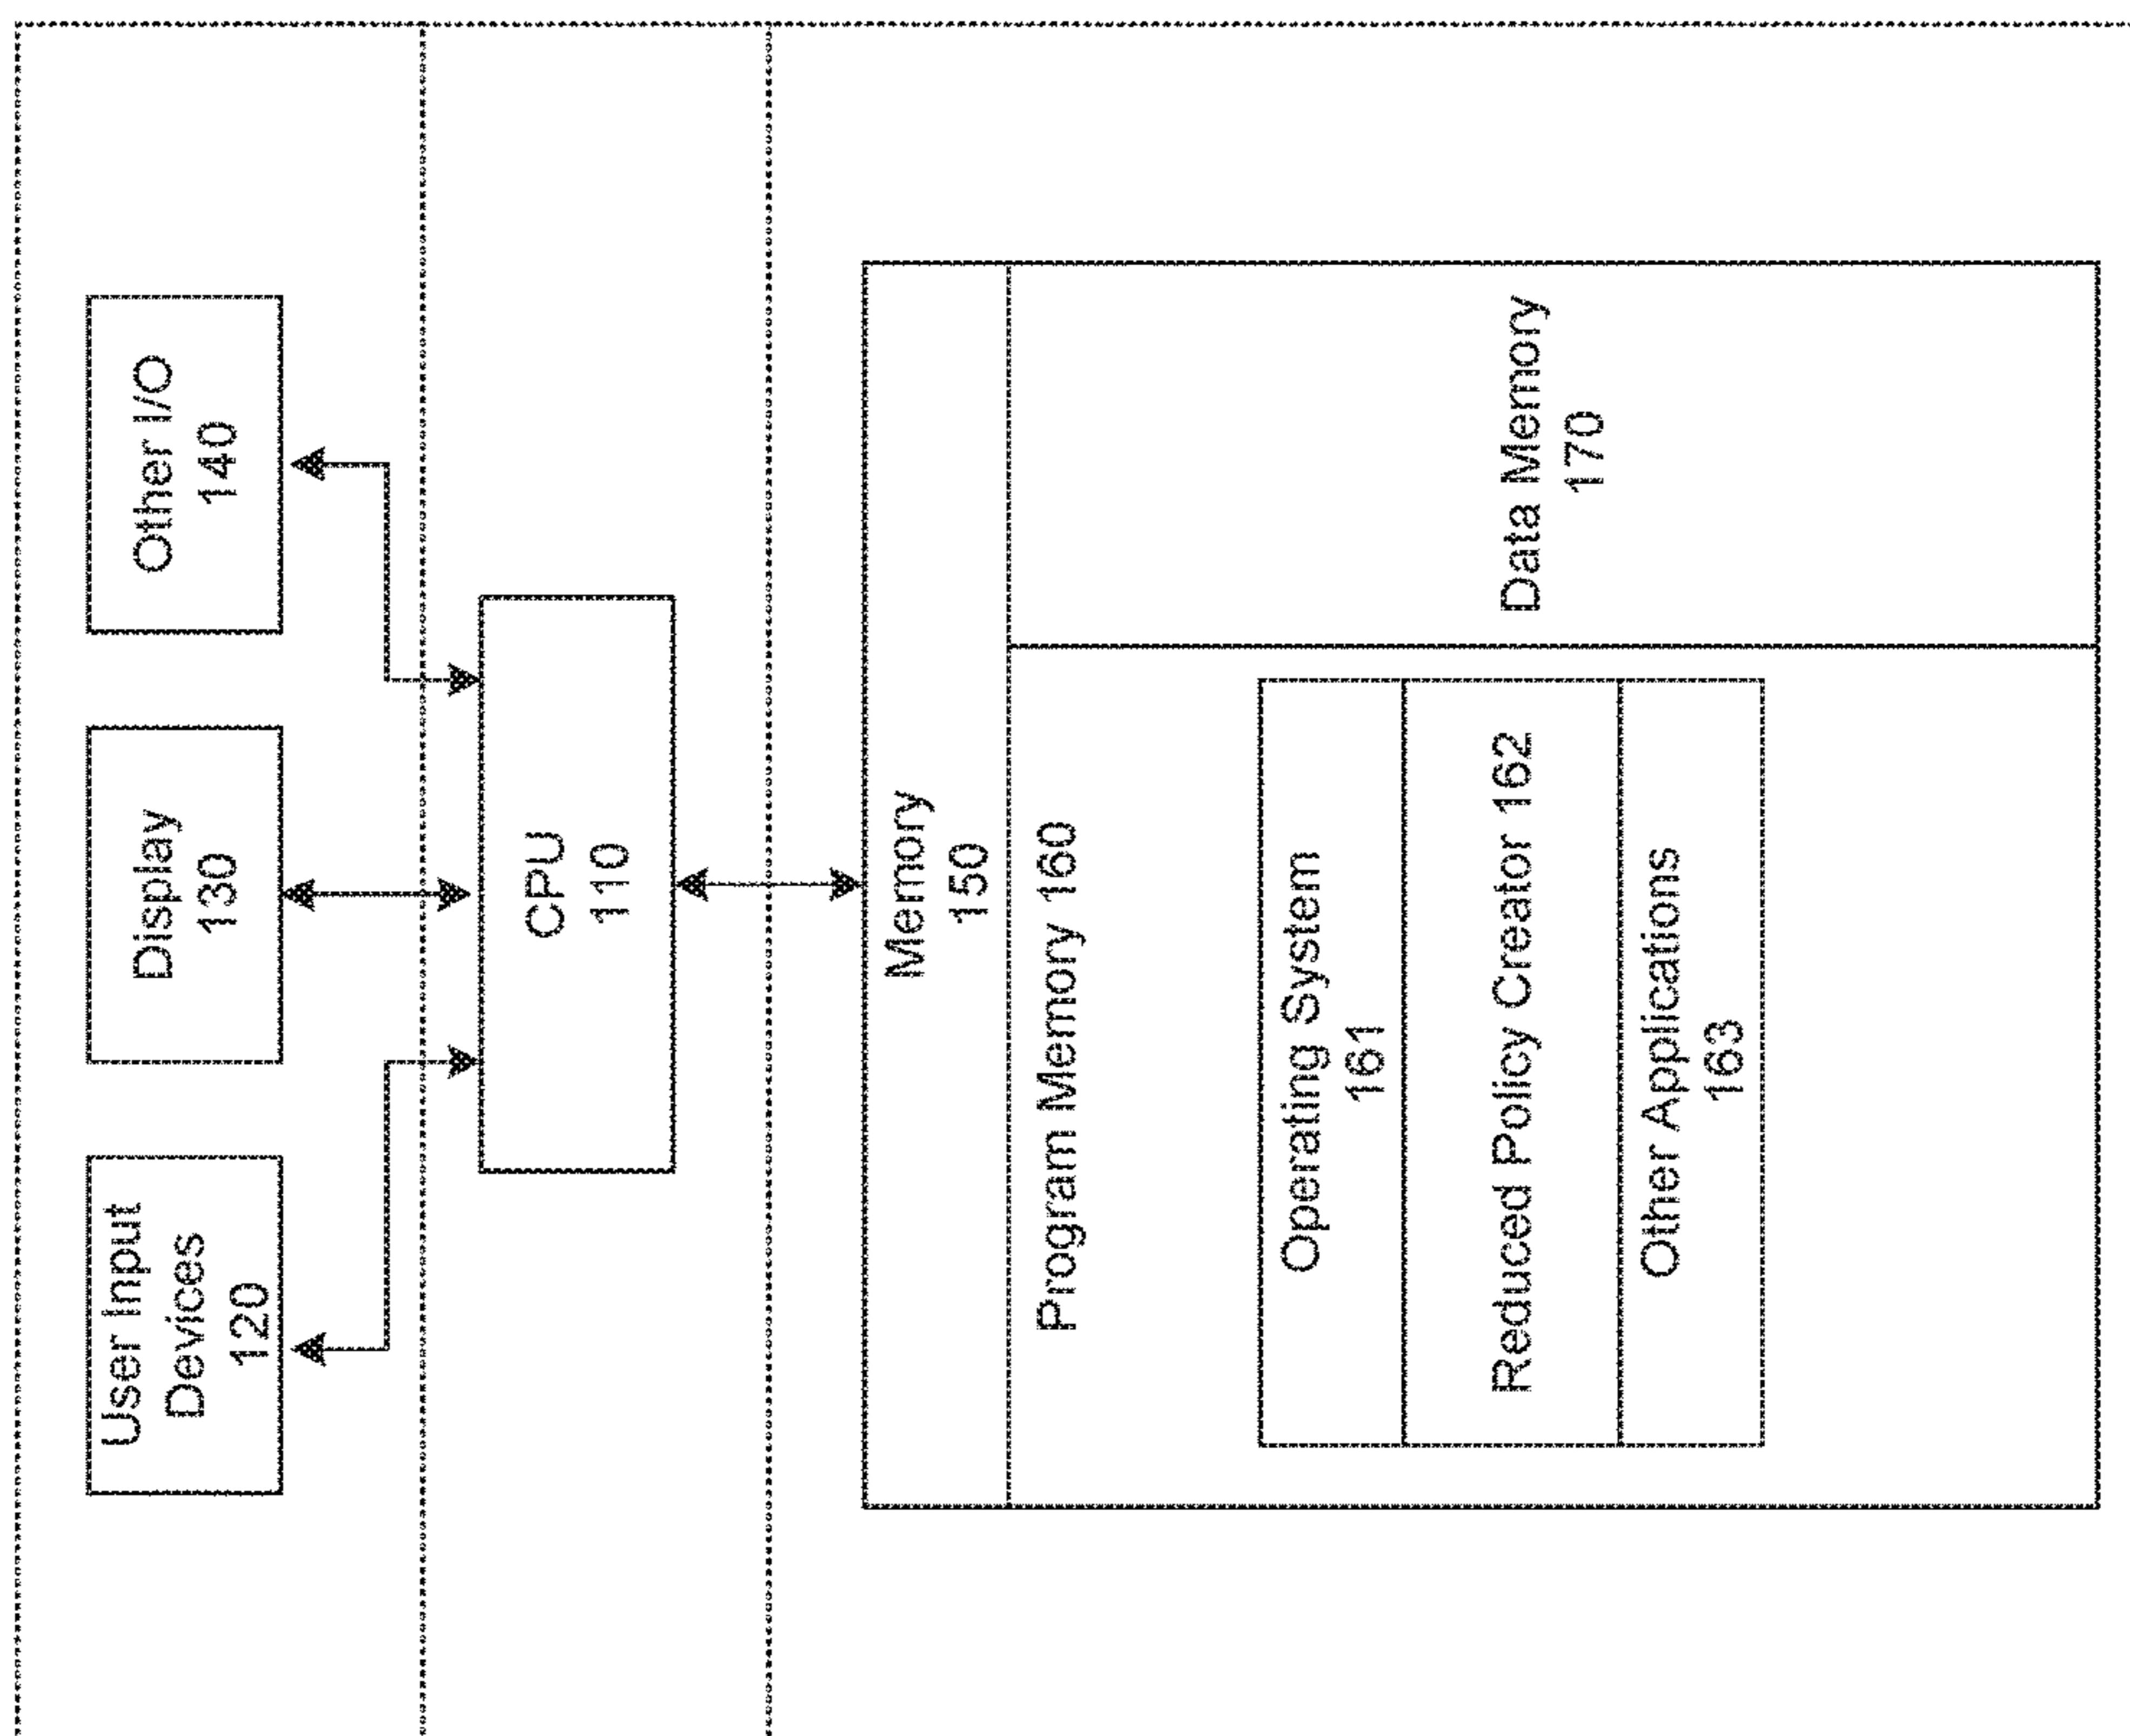 User Input
Devices
120
Display
130
Other I/O
140
CPU
110
Memory
150
Program Memory 160
Operating System
161
Reduced Policy Creator 162
Other Applications
163
Data Memory
170